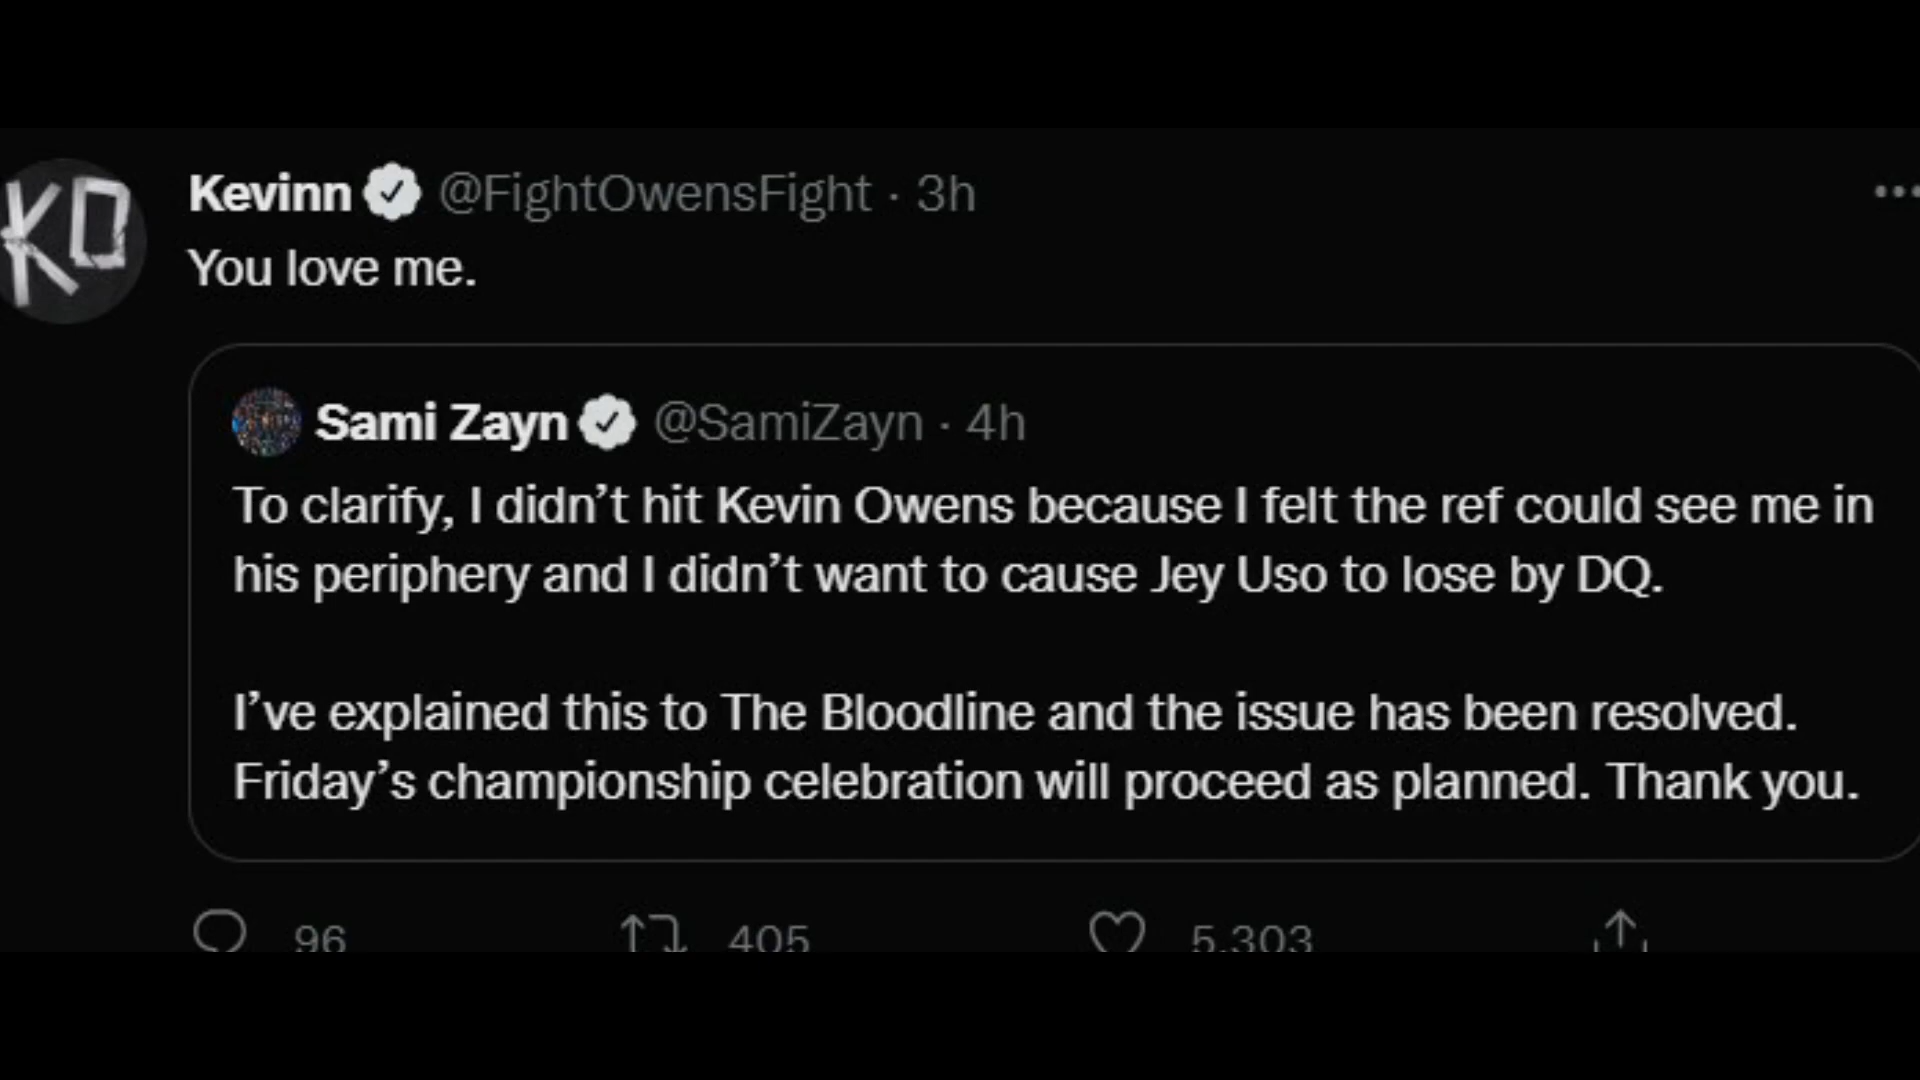 KO
Kevinn @FightOwensFight · 3h
You love me.
Sami Zayn @SamiZayn · 4h
To clarify, I didn’t hit Kevin Owens because I felt the ref could see me in
his periphery and I didn’t want to cause Jey Uso to lose by DQ.
I’ve explained this to The Bloodline and the issue has been resolved.
Friday’s championship celebration will proceed as planned. Thank you.
96 405 5,303